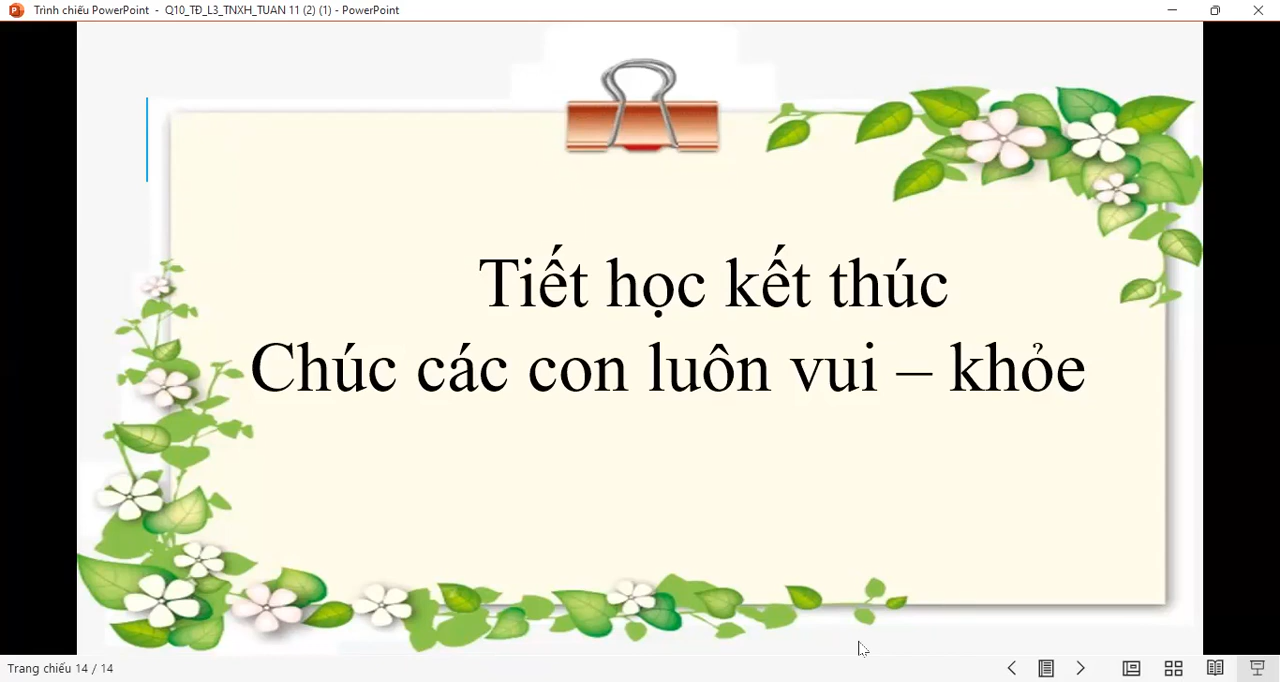 Trình chiếu PowerPoint - Q10_TĐ_L3_TNXH_TUAN 11 (2) (1) - PowerPoint
Tiết học kết thúc
Chúc các con luôn vui – khỏe
Trang chiếu 14 / 14